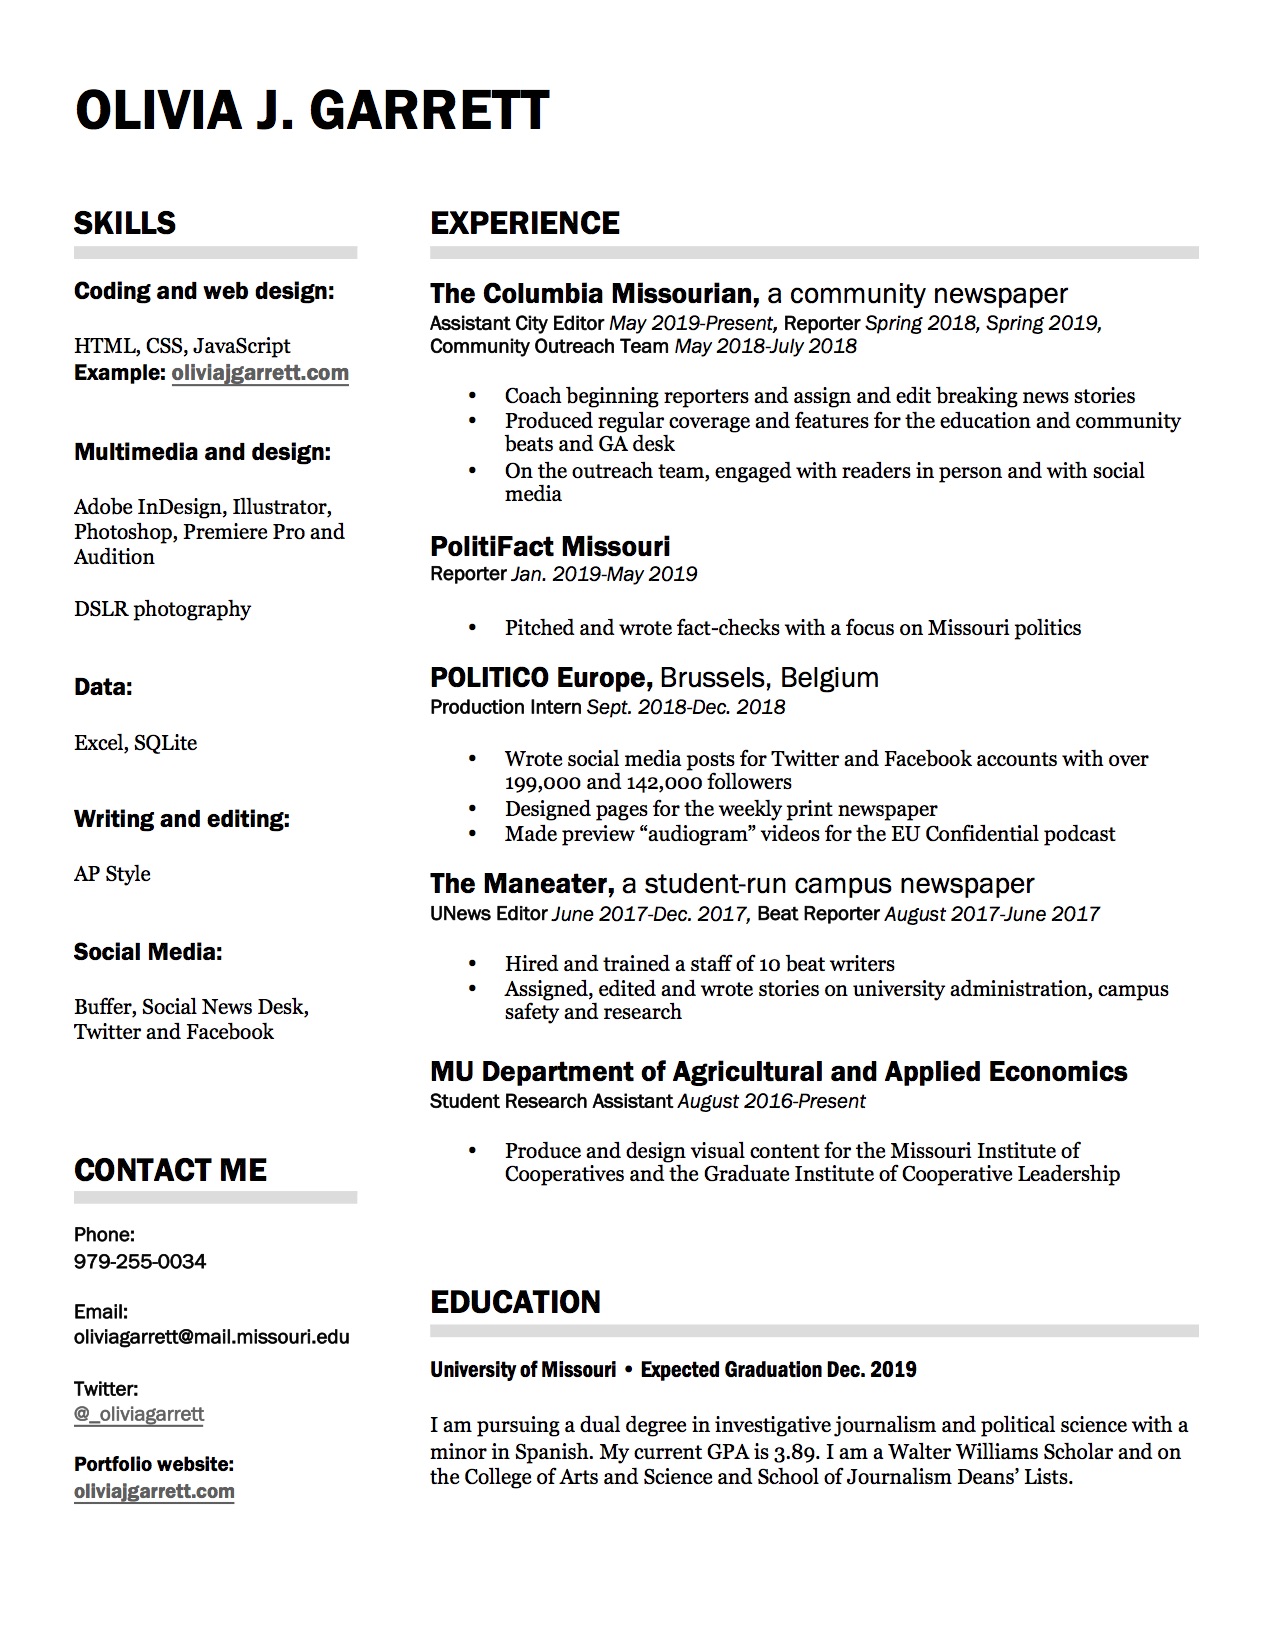 OLIVIA J. GARRETT
SKILLS
Coding and web design:
HTML, CSS, JavaScript
Example: oliviajgarrett.com
Multimedia and design:
Adobe InDesign, Illustrator,
Photoshop, Premiere Pro and
Audition
DSLR photography
Data:
Excel, SQLite
Writing and editing:
AP Style
Social Media:
Buffer, Social News Desk,
Twitter and Facebook
CONTACT ME
Phone:
979-255-0034
Email:
oliviagarrett@mail.missouri.edu
Twitter:
@_oliviagarrett
Portfolio website:
oliviajgarrett.com
EXPERIENCE
The Columbia Missourian, a community newspaper
Assistant City Editor May 2019-Present, Reporter Spring 2018, Spring 2019,
Community Outreach Team May 2018-July 2018
• Coach beginning reporters and assign and edit breaking news stories
• Produced regular coverage and features for the education and community
beats and GA desk
• On the outreach team, engaged with readers in person and with social
media
PolitiFact Missouri
Reporter Jan. 2019-May 2019
• Pitched and wrote fact-checks with a focus on Missouri politics
POLITICO Europe, Brussels, Belgium
Production Intern Sept. 2018-Dec. 2018
• Wrote social media posts for Twitter and Facebook accounts with over
199,000 and 142,000 followers
• Designed pages for the weekly print newspaper
• Made preview “audiogram” videos for the EU Confidential podcast
The Maneater, a student-run campus newspaper
UNews Editor June 2017-Dec. 2017, Beat Reporter August 2017-June 2017
• Hired and trained a staff of 10 beat writers
• Assigned, edited and wrote stories on university administration, campus
safety and research
MU Department of Agricultural and Applied Economics
Student Research Assistant August 2016-Present
• Produce and design visual content for the Missouri Institute of
Cooperatives and the Graduate Institute of Cooperative Leadership
EDUCATION
University of Missouri • Expected Graduation Dec. 2019
I am pursuing a dual degree in investigative journalism and political science with a
minor in Spanish. My current GPA is 3.89. I am a Walter Williams Scholar and on
the College of Arts and Science and School of Journalism Deans’ Lists.